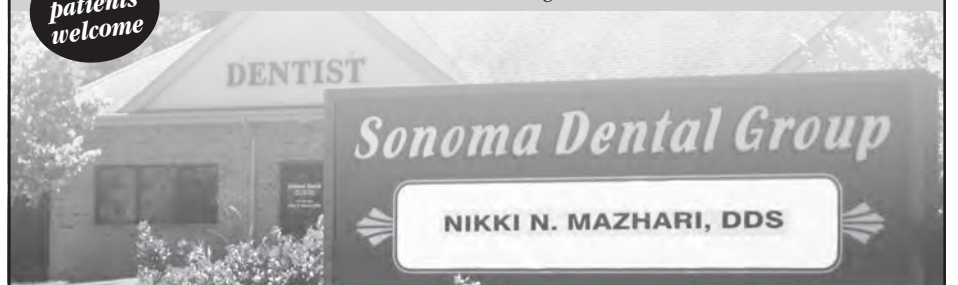 patients
welcome
DENTIST
Sonoma Dental Group
NIKKI N. MAZHARI, DDS